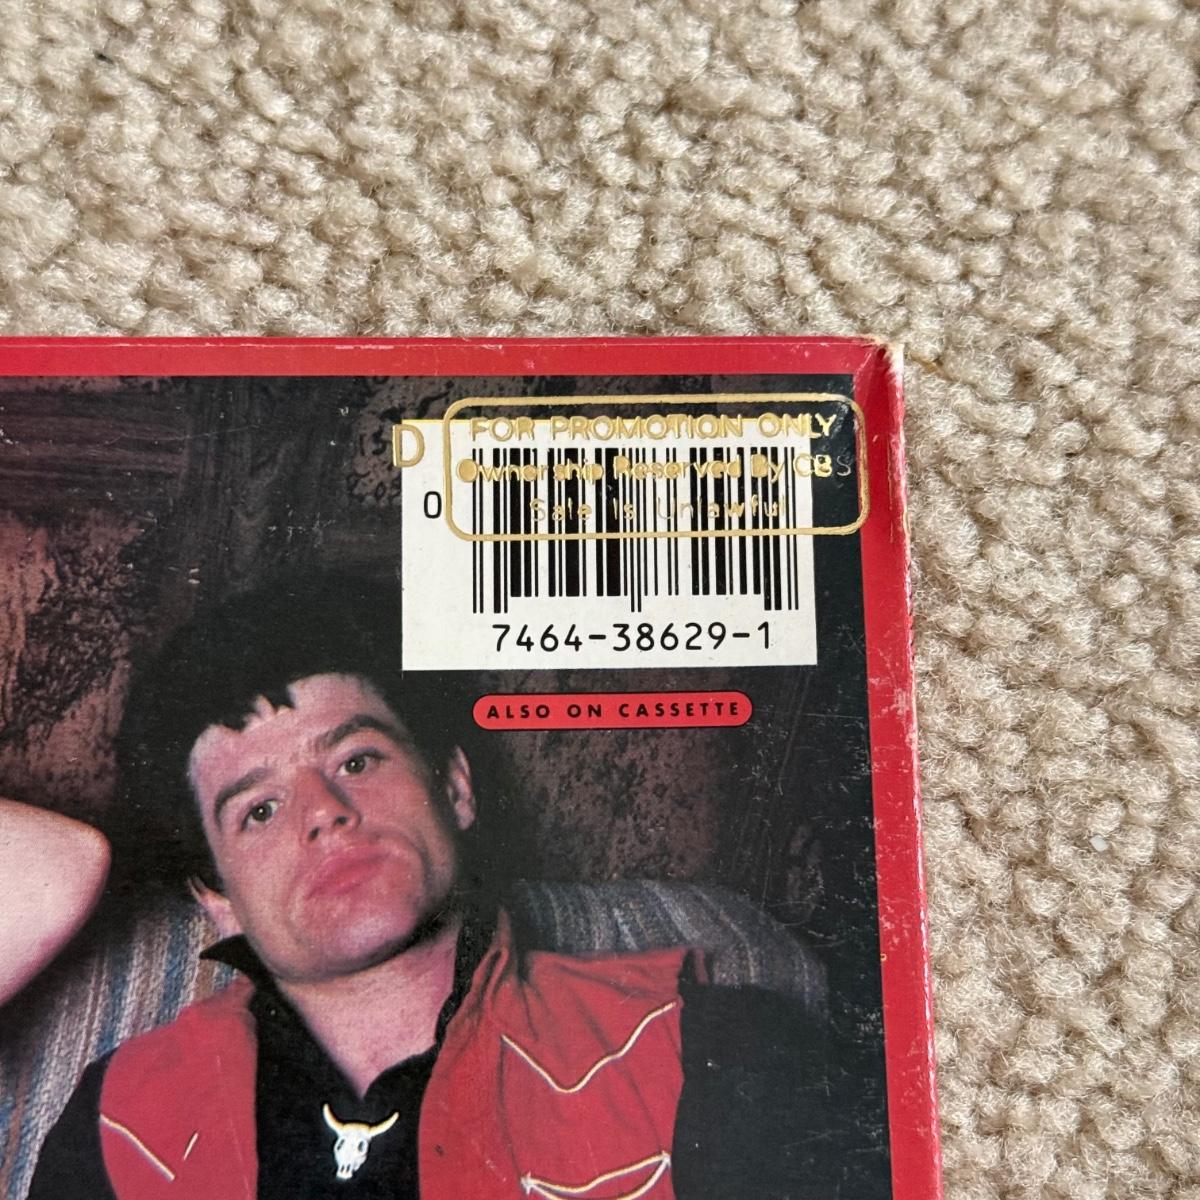 D
FOR PROMOTION ONLY
Ownership Reserved By CBS
Sale Is Unlawful
0
7464-38629-1
ALSO ON CASSETTE